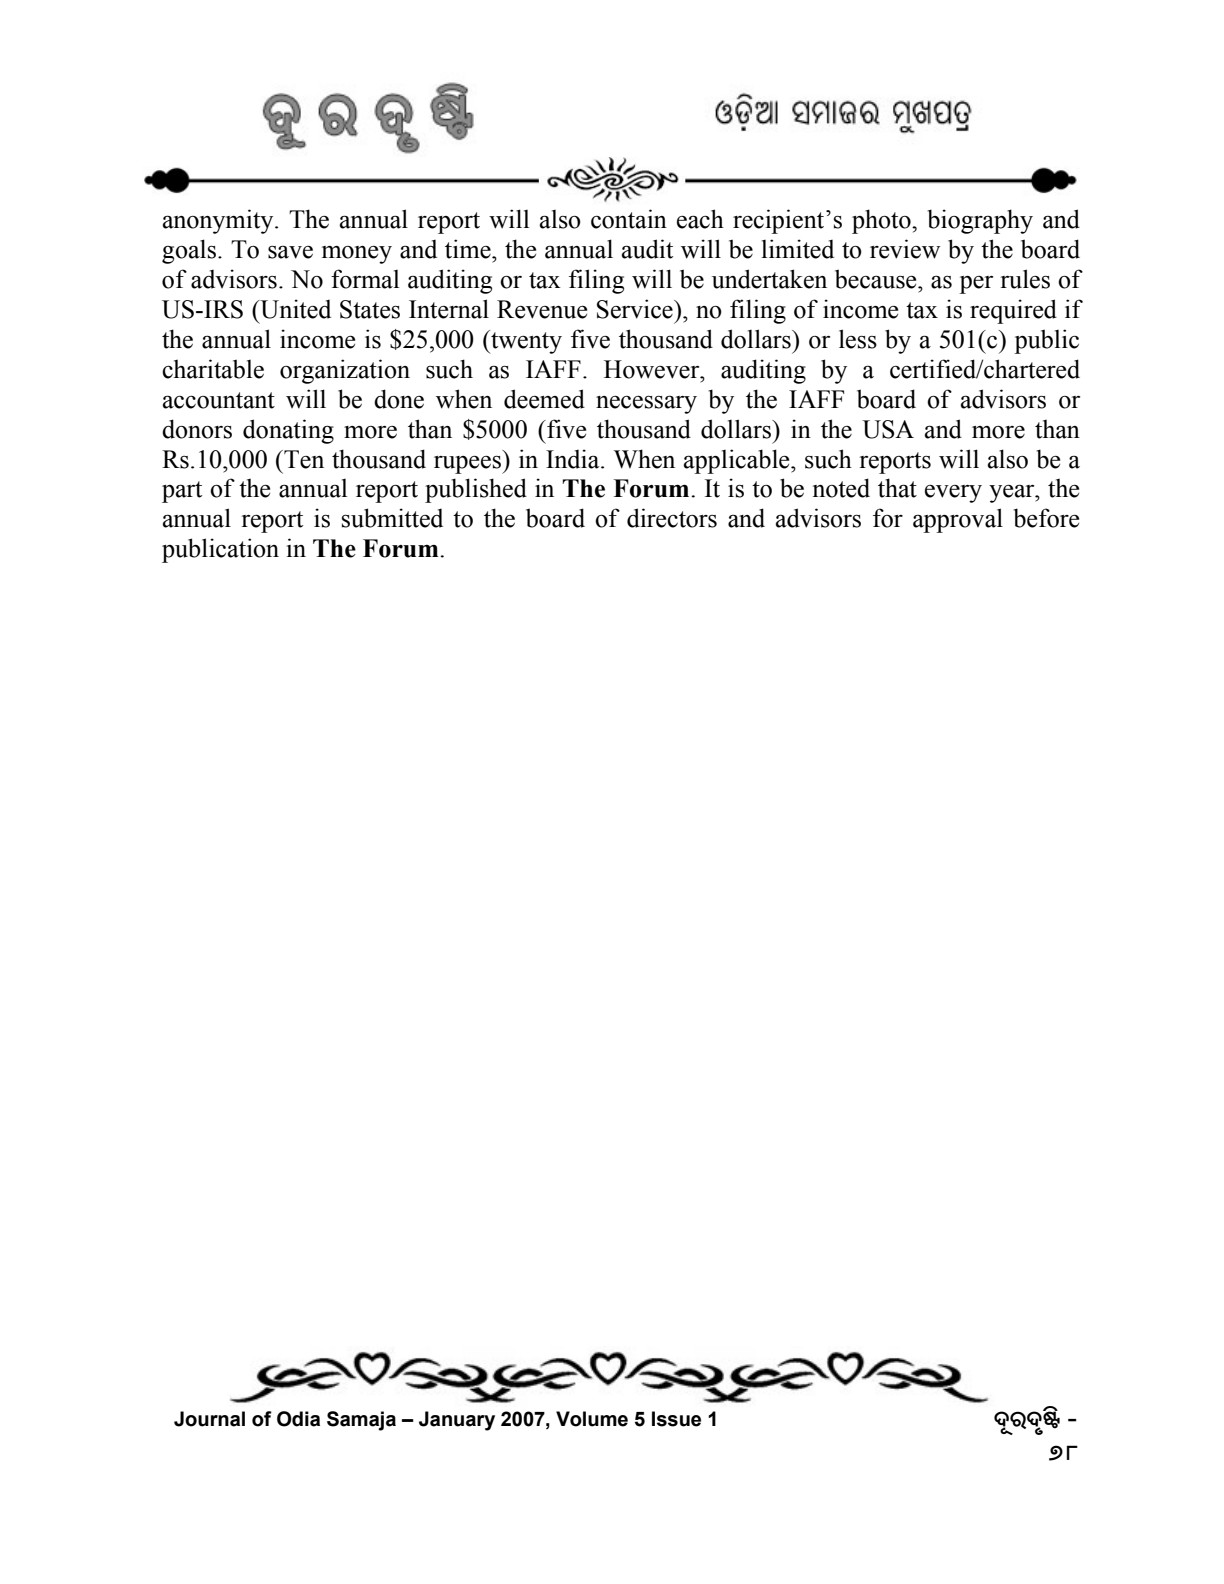 ଦୂରଦୃଷ୍ଟି ଓଡ଼ିଆ ସମାଜର ମୁଖପତ୍ର
anonymity. The annual report will also contain each recipient’s photo, biography and
goals. To save money and time, the annual audit will be limited to review by the board
of advisors. No formal auditing or tax filing will be undertaken because, as per rules of
US-IRS (United States Internal Revenue Service), no filing of income tax is required if
the annual income is $25,000 (twenty five thousand dollars) or less by a 501(c) public
charitable organization such as IAFF. However, auditing by a certified/chartered
accountant will be done when deemed necessary by the IAFF board of advisors or
donors donating more than $5000 (five thousand dollars) in the USA and more than
Rs.10,000 (Ten thousand rupees) in India. When applicable, such reports will also be a
part of the annual report published in The Forum. It is to be noted that every year, the
annual report is submitted to the board of directors and advisors for approval before
publication in The Forum.
Journal of Odia Samaja – January 2007, Volume 5 Issue 1 ଦୂରଦୃଷ୍ଟି -
୭୮